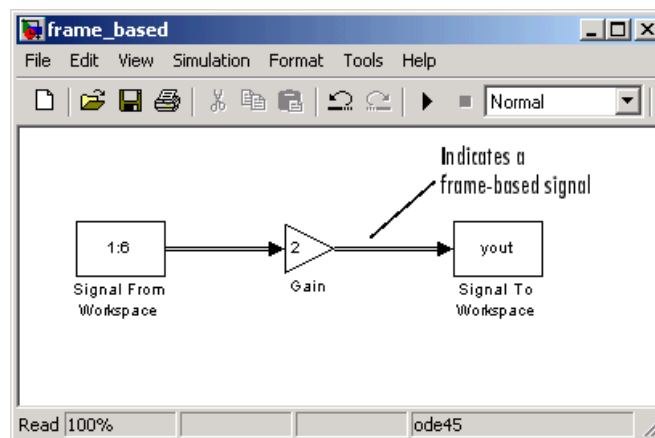 frame_based
File Edit View Simulation Format Tools Help
Normal
Indicates a
frame-based signal
1:6
2
yout
Signal From
Workspace
Gain
Signal To
Workspace
Read 100% ode45